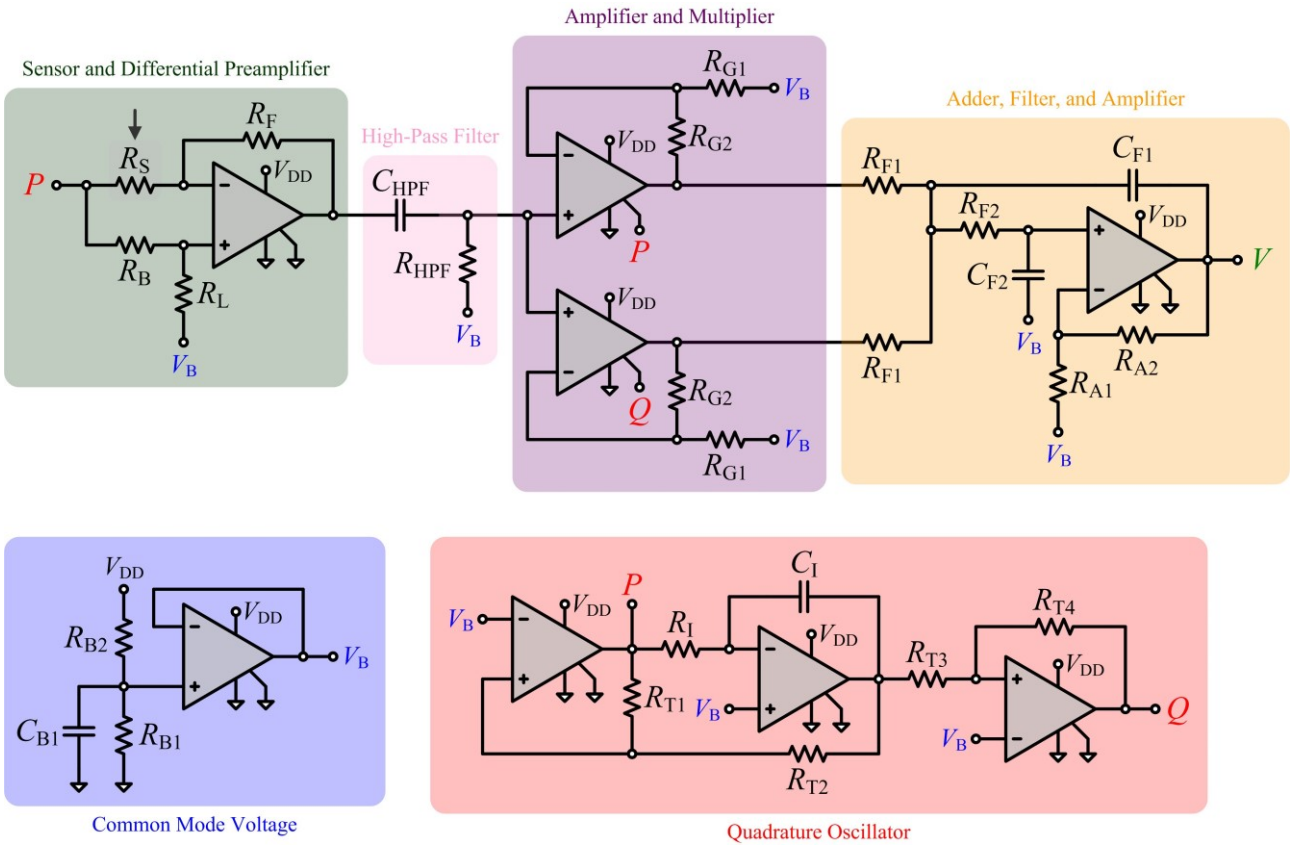 Amplifier and Multiplier
Sensor and Differential Preamplifier
Adder, Filter, and Amplifier
High-Pass Filter
P
RS
RF
VDD
RB
RL
VB
CHPF
RHPF
VB
RG1
VB
RG2
VDD
P
VDD
Q
RG2
RG1
VB
RF1
RF1
CF1
RF2
CF2
VB
VDD
V
RA2
RA1
VB
VDD
RB2
VDD
VB
CB1
RB1
Common Mode Voltage
P
VB
VDD
RT1
RI
CI
VDD
VB
RT2
RT3
RT4
VDD
VB
Q
Quadrature Oscillator